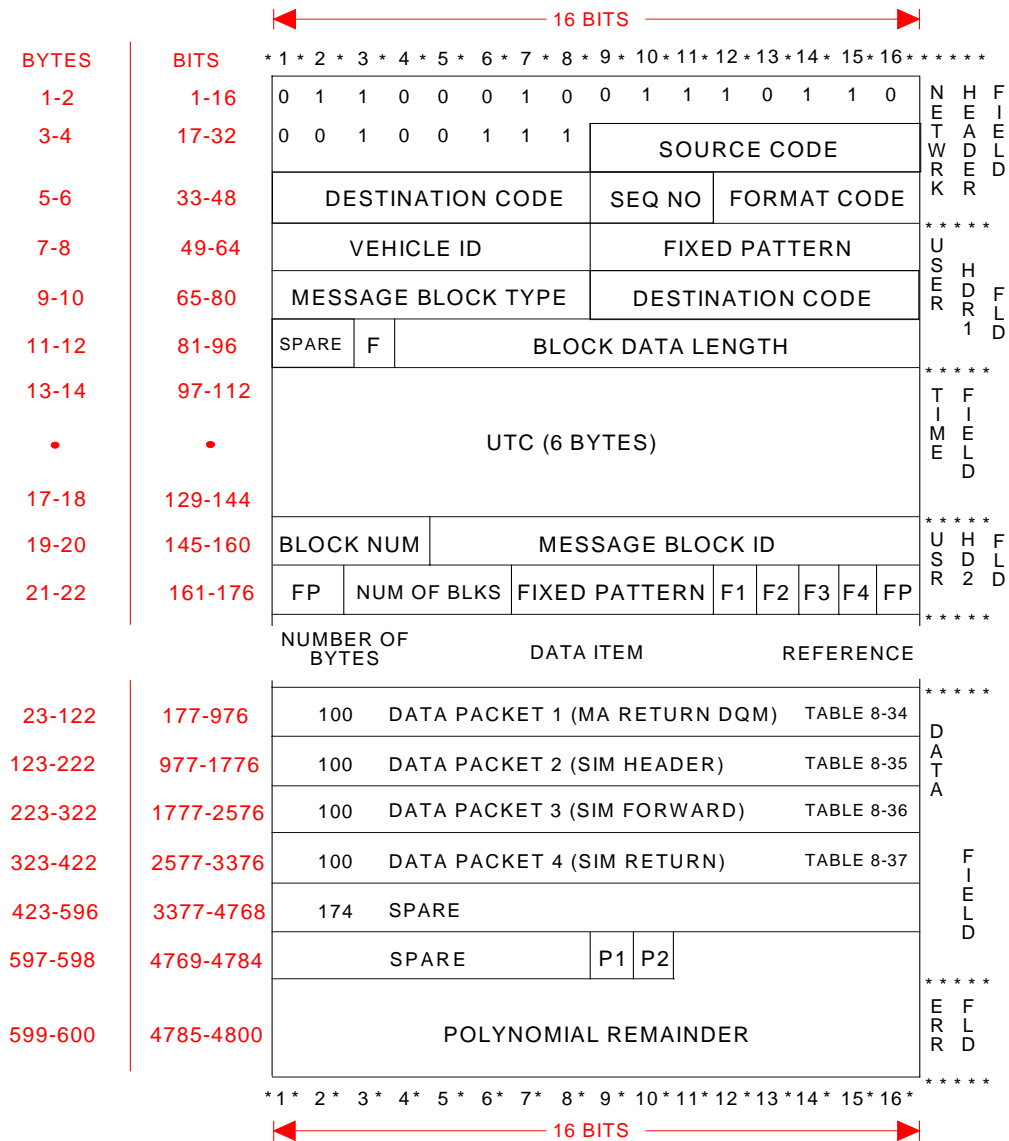 16 BITS
BYTES BITS * 1 * 2 * 3 * 4 * 5 * 6 * 7 * 8 * 9 * 10 * 11 * 12 * 13 * 14 * 15 * 16 * * * * * *
1-2 1-16 0 1 1 0 0 0 1 0 0 1 1 1 0 1 1 0
3-4 17-32 0 0 1 0 0 1 1 1 SOURCE CODE
5-6 33-48 DESTINATION CODE SEQ NO FORMAT CODE
NETWRK HEADER FIELD
* * * * *
7-8 49-64 VEHICLE ID FIXED PATTERN
9-10 65-80 MESSAGE BLOCK TYPE DESTINATION CODE
11-12 81-96 SPARE F BLOCK DATA LENGTH
USER HDR1 FLD
* * * * *
13-14 97-112
• • UTC (6 BYTES)
17-18 129-144
TIME FIELD
* * * * *
19-20 145-160 BLOCK NUM MESSAGE BLOCK ID
21-22 161-176 FP NUM OF BLKS FIXED PATTERN F1 F2 F3 F4 FP
USR HD2 FLD
* * * * *
NUMBER OF
BYTES DATA ITEM REFERENCE
* * * * *
23-122 177-976 100 DATA PACKET 1 (MA RETURN DQM) TABLE 8-34
123-222 977-1776 100 DATA PACKET 2 (SIM HEADER) TABLE 8-35
223-322 1777-2576 100 DATA PACKET 3 (SIM FORWARD) TABLE 8-36
323-422 2577-3376 100 DATA PACKET 4 (SIM RETURN) TABLE 8-37
423-596 3377-4768 174 SPARE
597-598 4769-4784 SPARE P1 P2
DATA FIELD
* * * * *
599-600 4785-4800 POLYNOMIAL REMAINDER
ERR FLD
* * * * *
* 1 * 2 * 3 * 4 * 5 * 6 * 7 * 8 * 9 * 10 * 11 * 12 * 13 * 14 * 15 * 16 *
16 BITS